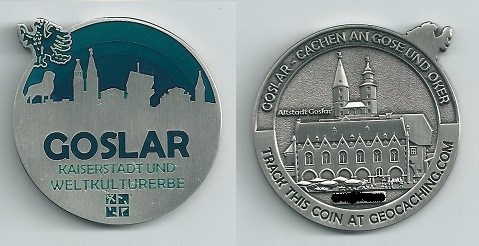 GOSLAR
KAISERSTADT UND
WELTKULTURERBE
GOSLAR - CACHEN AN GOSE UND OKER
Altstadt Goslar
TRACK THIS COIN AT GEOCACHING.COM